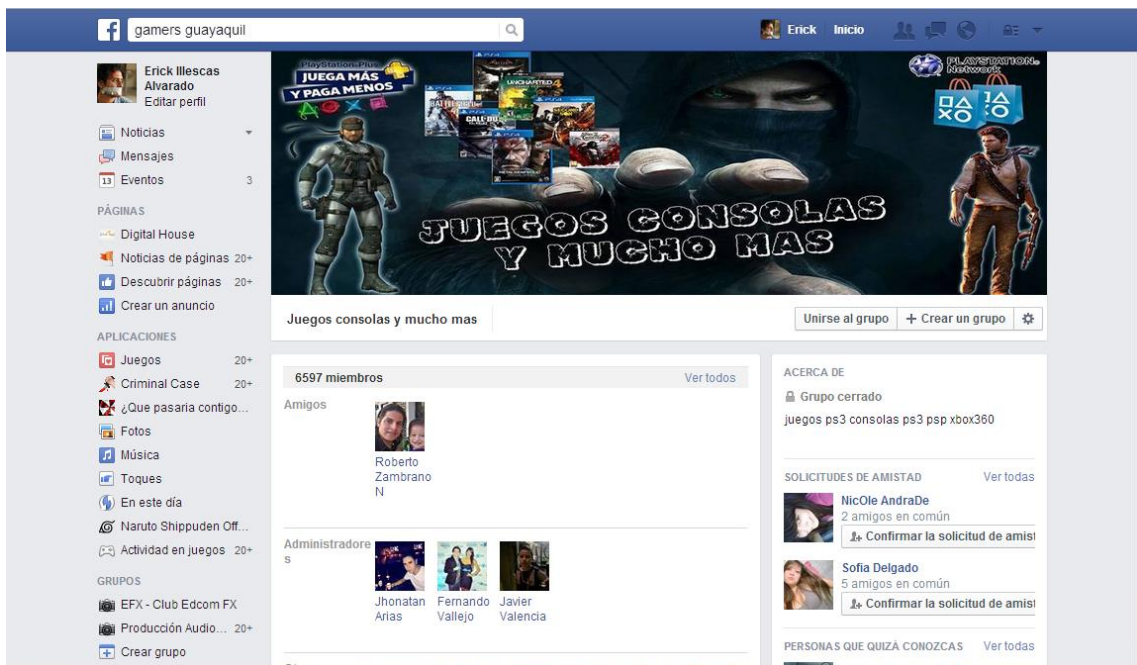 gamers guayaquil
Erick Inicio
Erick Illescas
Alvarado
Editar perfil
Noticias
Mensajes
13 Eventos 3
PÁGINAS
Digital House
Noticias de páginas 20+
Descubrir páginas 20+
Crear un anuncio
APLICACIONES
Juegos 20+
Criminal Case 20+
¿Que pasaria contigo...
Fotos
Música
Toques
En este día
Naruto Shippuden Off...
Actividad en juegos 20+
GRUPOS
EFX - Club Edcom FX
Producción Audio... 20+
Crear grupo
PlayStation Plus
JUEGA MÁS
Y PAGA MENOS
UNCHARTED 4
CALL OF DUTY
PLAYSTATION
Network
JUEGOS CONSOLAS
Y MUCHO MAS
Juegos consolas y mucho mas
Unirse al grupo + Crear un grupo
6597 miembros Ver todos
Amigos
Roberto
Zambrano
N
Administradore
s
Jhonatan
Arias
Fernando
Vallejo
Javier
Valencia
ACERCA DE
Grupo cerrado
juegos ps3 consolas ps3 psp xbox360
SOLICITUDES DE AMISTAD Ver todas
NicOle AndraDe
2 amigos en común
Confirmar la solicitud de amist
Sofia Delgado
5 amigos en común
Confirmar la solicitud de amist
PERSONAS QUE QUIZÁ CONOZCAS Ver todas